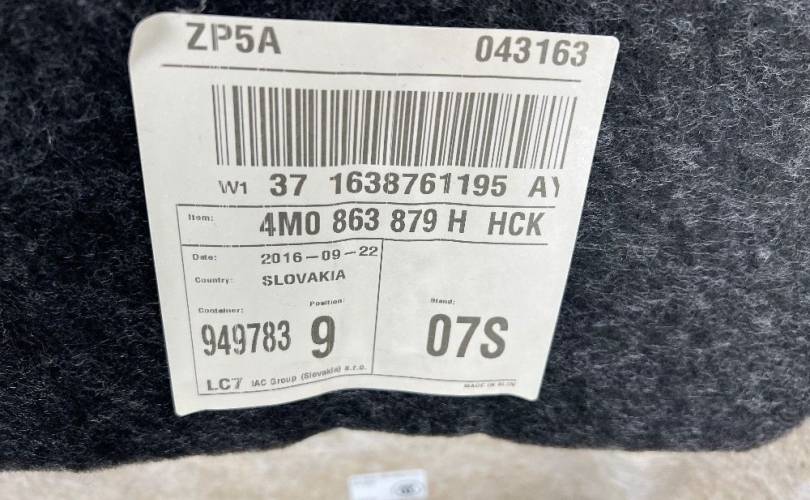 ZP5A 043163
W1 37 1638761195 AY
Item: 4M0 863 879 H HCK
Date: 2016-09-22
Country: SLOVAKIA
Container: Position: Stand:
949783 9 07S
LC7 IAC Group (Slovakia) s.r.o.
MADE IN